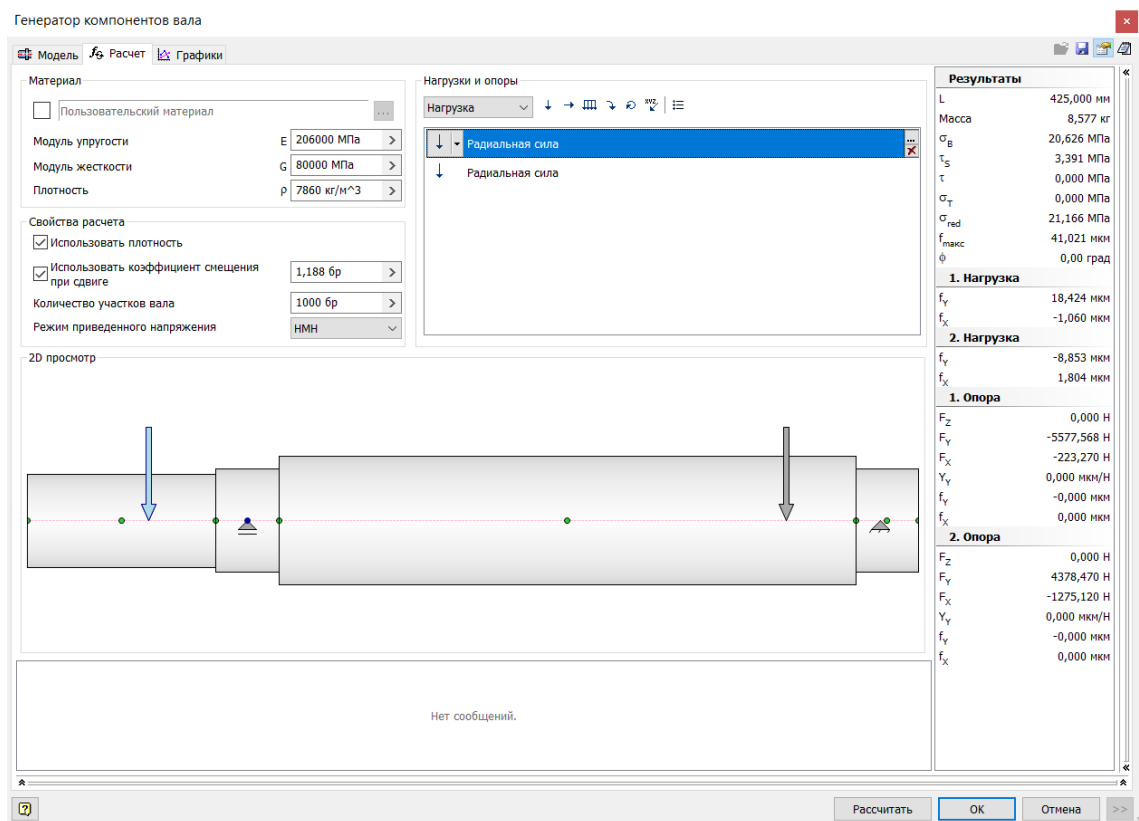 Генератор компонентов вала
Модель Расчет Графики
Материал
Пользовательский материал ...
Модуль упругости E 206000 МПа
Модуль жесткости G 80000 МПа
Плотность ρ 7860 кг/м^3
Свойства расчета
Использовать плотность
Использовать коэффициент смещения
при сдвиге 1,188 бр
Количество участков вала 1000 бр
Режим приведенного напряжения HMH
Нагрузки и опоры
Нагрузка
Радиальная сила
Радиальная сила
2D просмотр
Нет сообщений.
Результаты
L 425,000 мм
Масса 8,577 кг
σB 20,626 МПа
τS 3,391 МПа
τ 0,000 МПа
σT 0,000 МПа
σred 21,166 МПа
fмакс 41,021 мкм
ϕ 0,00 град
1. Нагрузка
fY 18,424 мкм
fX -1,060 мкм
2. Нагрузка
fY -8,853 мкм
fX 1,804 мкм
1. Опора
FZ 0,000 Н
FY -5577,568 Н
FX -223,270 Н
YY 0,000 мкм/Н
fY -0,000 мкм
fX 0,000 мкм
2. Опора
FZ 0,000 Н
FY 4378,470 Н
FX -1275,120 Н
YY 0,000 мкм/Н
fY -0,000 мкм
fX 0,000 мкм
Рассчитать OK Отмена >>